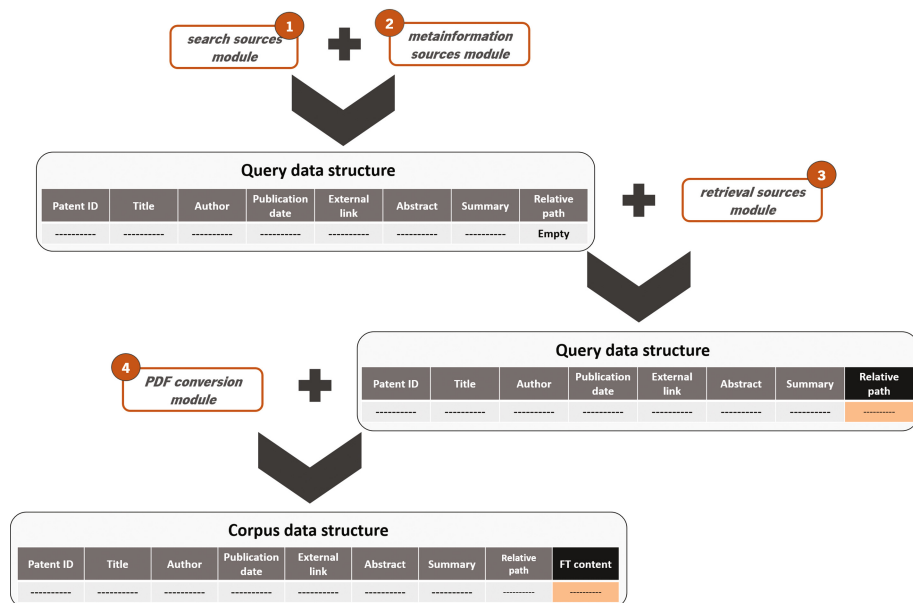 1
search sources
module
2
metainformation
sources module
Query data structure
Patent ID Title Author Publication date External link Abstract Summary Relative path
---------- ---------- ---------- ---------- ---------- ---------- ---------- Empty
3
retrieval sources
module
4
PDF conversion
module
Query data structure
Patent ID Title Author Publication date External link Abstract Summary Relative path
---------- ---------- ---------- ---------- ---------- ---------- ---------- ----------
Corpus data structure
Patent ID Title Author Publication date External link Abstract Summary Relative path FT content
---------- ---------- ---------- ---------- ---------- ---------- ---------- ---------- ----------